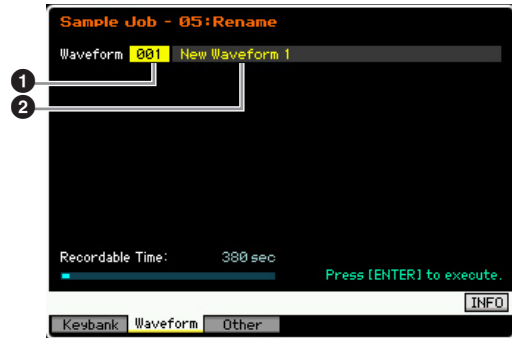 Sample Job - 05:Rename
Waveform 001 New Waveform 1
1
2
Recordable Time: 380 sec
Press [ENTER] to execute.
INFO
Keybank Waveform Other